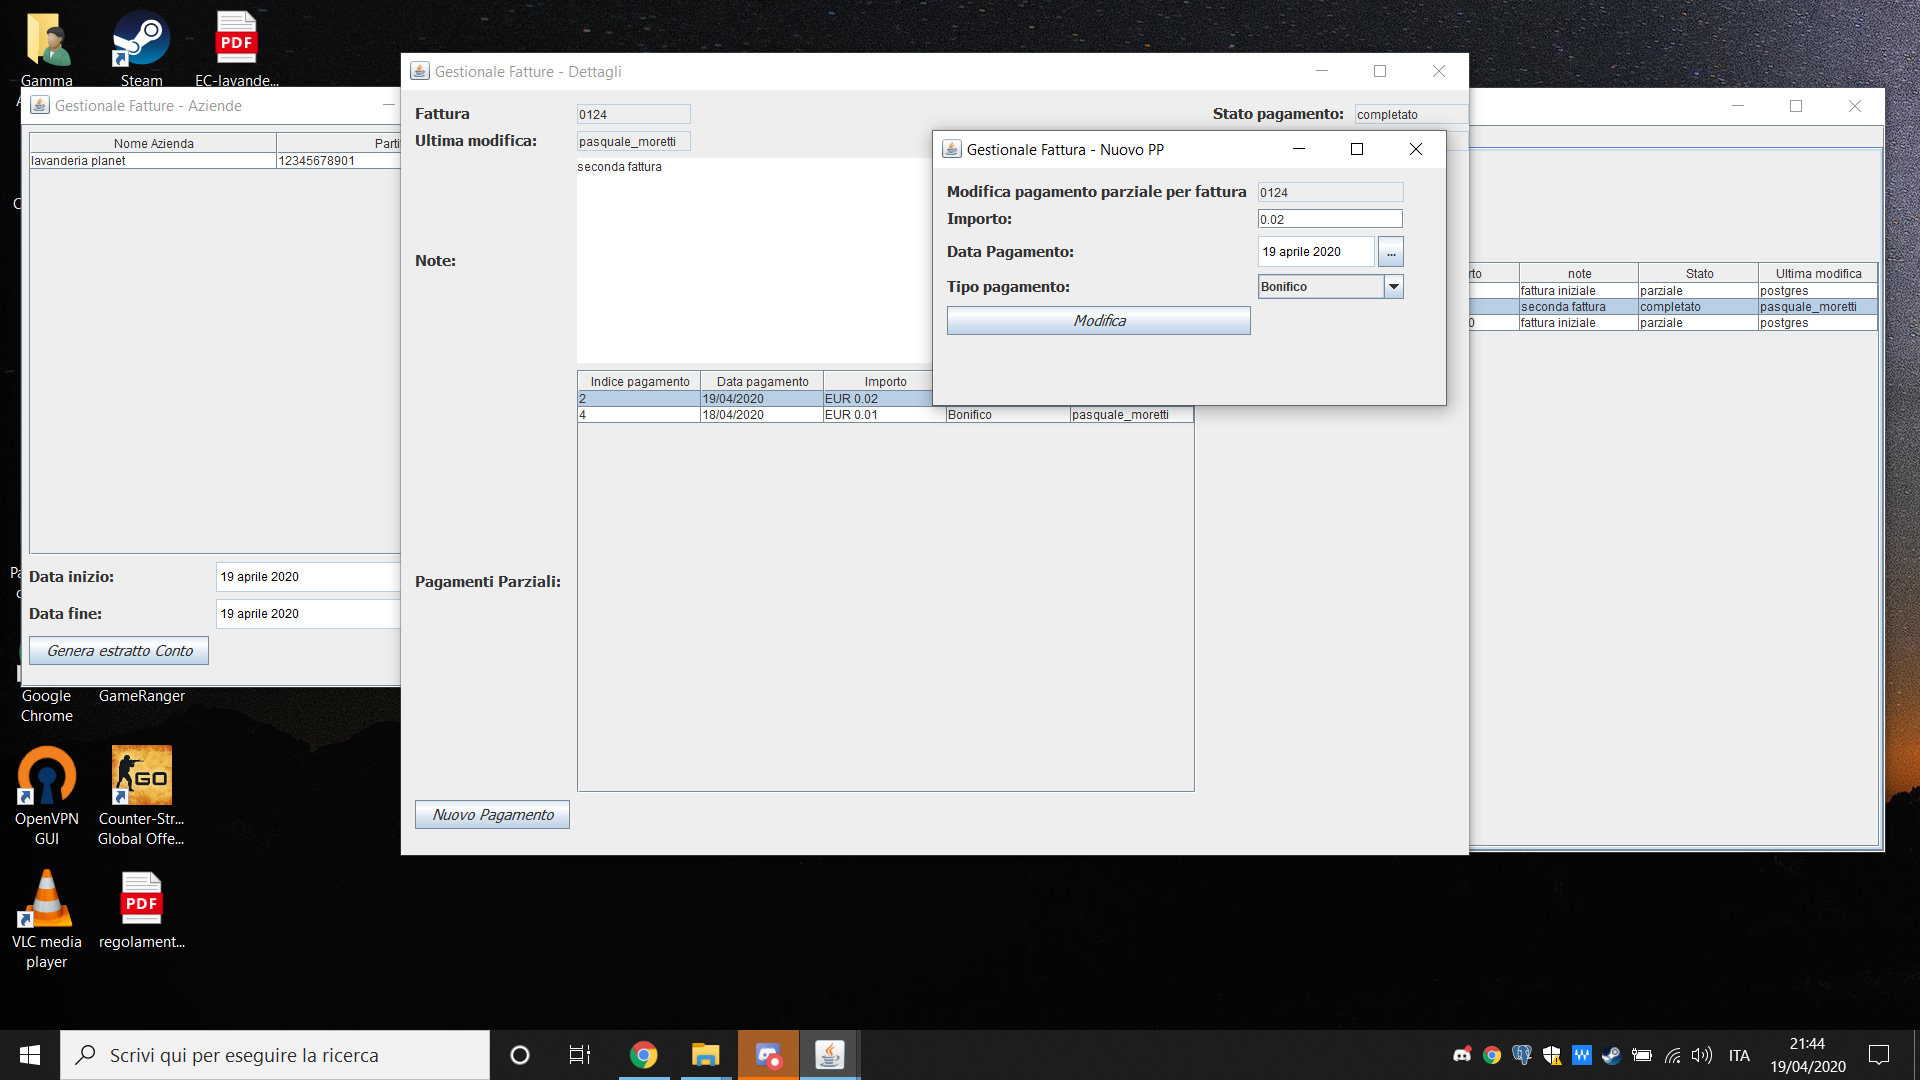 Gamma
Steam
EC-lavande...
Gestionale Fatture - Aziende
Nome Azienda
lavanderia planet
12345678901
Data inizio:
19 aprile 2020
Data fine:
19 aprile 2020
Genera estratto Conto
Gestionale Fatture - Dettagli
Fattura
0124
Stato pagamento:
completato
Ultima modifica:
pasquale_moretti
Note:
seconda fattura
Pagamenti Parziali:
Indice pagamento Data pagamento Importo
2 19/04/2020 EUR 0.02
4 18/04/2020 EUR 0.01 Bonifico pasquale_moretti
Nuovo Pagamento
Gestionale Fattura - Nuovo PP
Modifica pagamento parziale per fattura
0124
Importo:
0.02
Data Pagamento:
19 aprile 2020
...
Tipo pagamento:
Bonifico
Modifica
note Stato Ultima modifica
fattura iniziale parziale postgres
seconda fattura completato pasquale_moretti
fattura iniziale parziale postgres
Google
Chrome
GameRanger
OpenVPN
GUI
Counter-Str...
Global Offe...
GO
VLC media
player
PDF
regolament...
PDF
Scrivi qui per eseguire la ricerca
ITA
21:44
19/04/2020